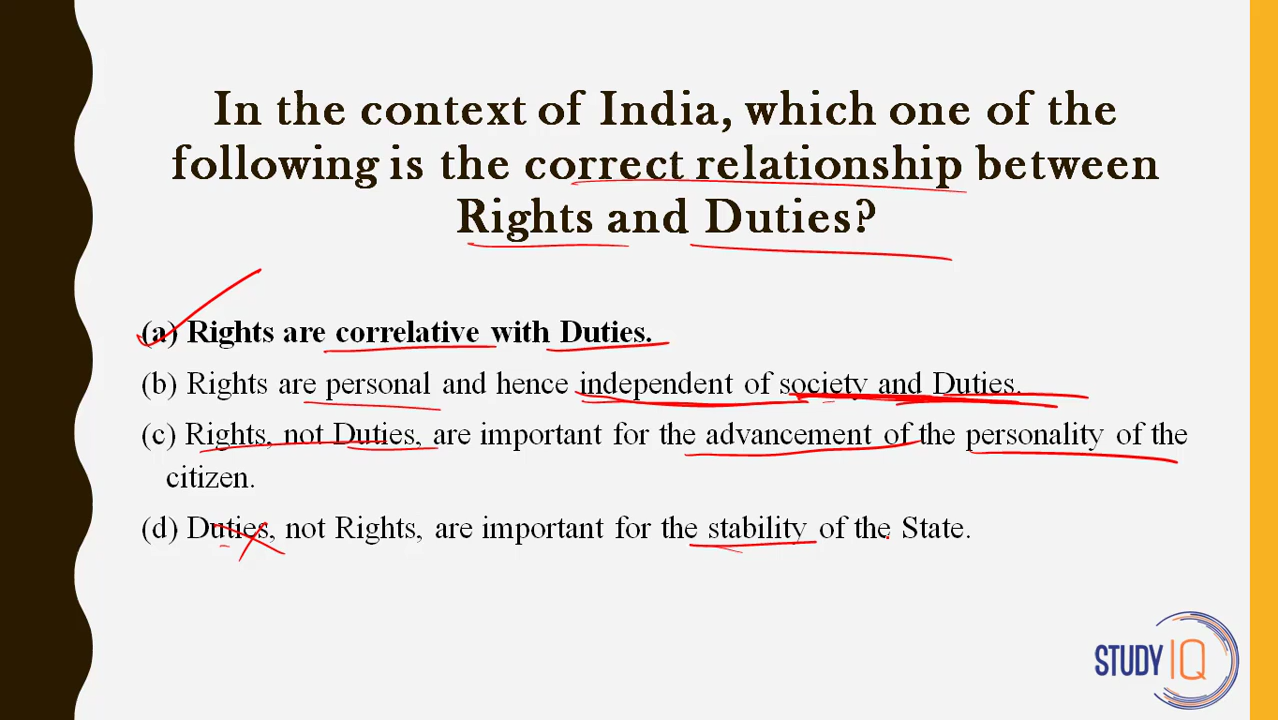 In the context of India, which one of the
following is the correct relationship between
Rights and Duties?
(a) Rights are correlative with Duties.
(b) Rights are personal and hence independent of society and Duties.
(c) Rights, not Duties, are important for the advancement of the personality of the
citizen.
(d) Duties, not Rights, are important for the stability of the State.
STUDY IQ